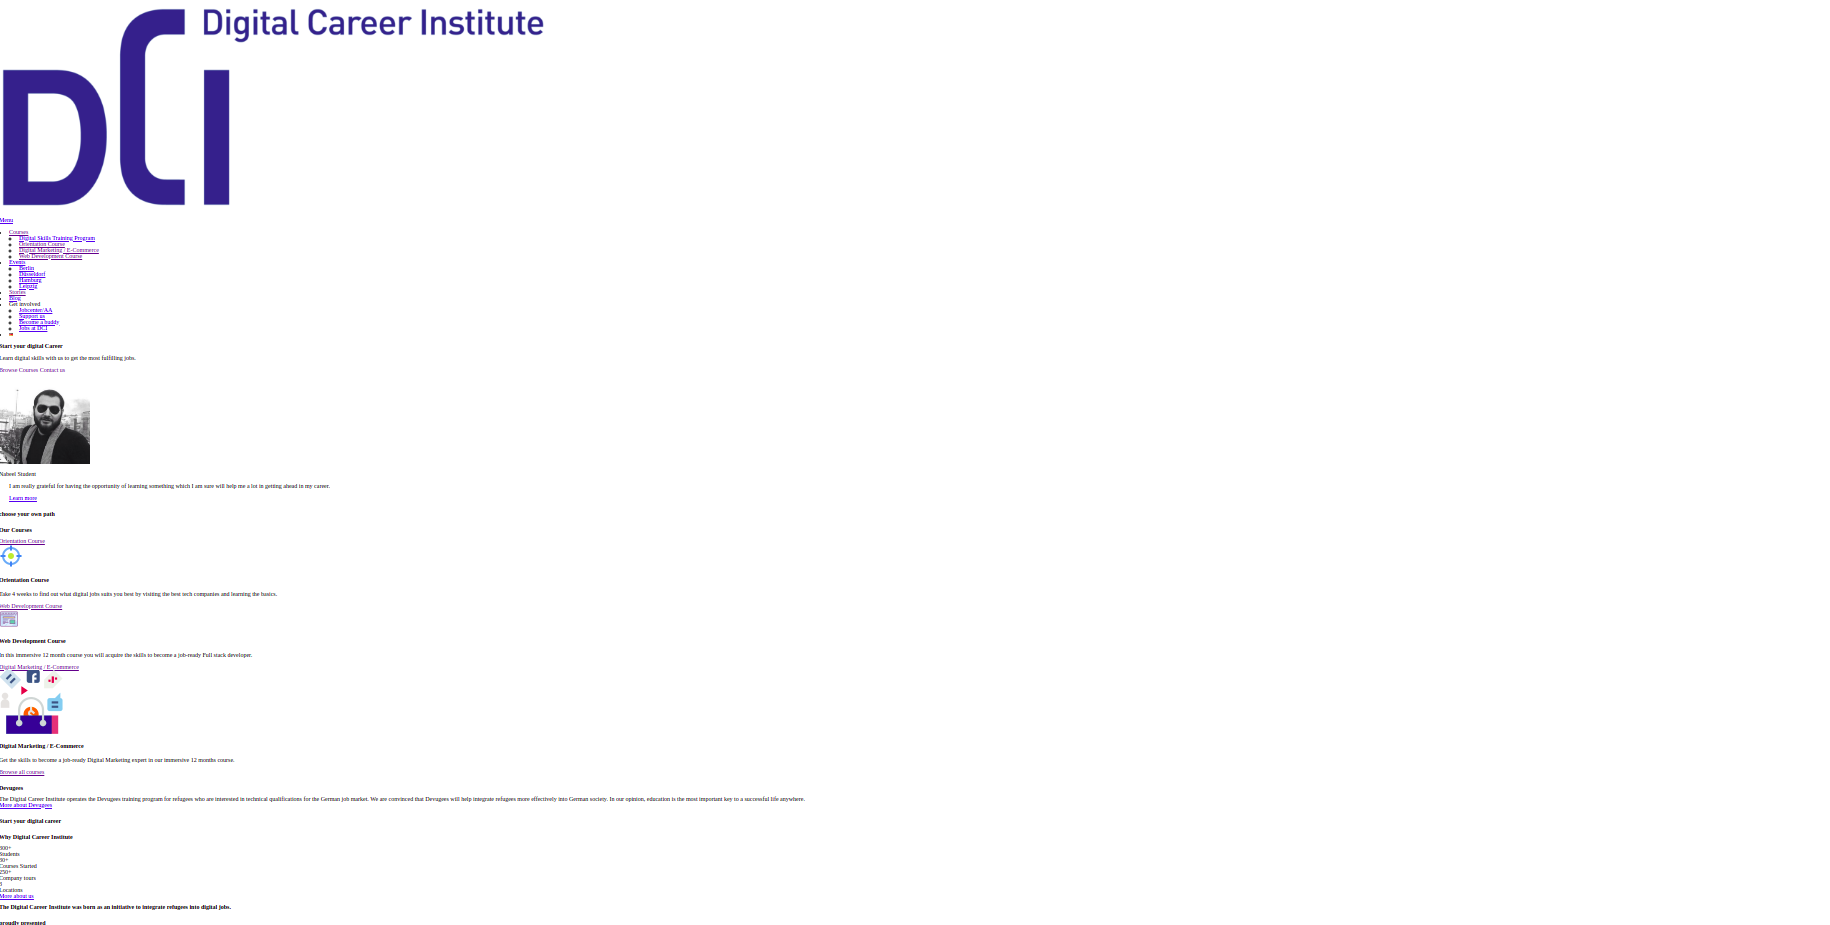 Digital Career Institute
DCI
Menu
Courses
Digital Skills Training Program
Orientation Course
Digital Marketing / E-Commerce
Web Development Course
Events
Berlin
Düsseldorf
Hamburg
Leipzig
Stories
Blog
Get involved
Jobcenter/AA
Support us
Become a buddy
Jobs at DCI
Start your digital Career
Learn digital skills with us to get the most fulfilling jobs.
Browse Courses Contact us
Nabeel Student
I am really grateful for having the opportunity of learning something which I am sure will help me a lot in getting ahead in my career.
Learn more
choose your own path
Our Courses
Orientation Course
Orientation Course
Take 4 weeks to find out what digital jobs suits you best by visiting the best tech companies and learning the basics.
Web Development Course
Web Development Course
In this immersive 12 month course you will acquire the skills to become a job-ready Full stack developer.
Digital Marketing / E-Commerce
Digital Marketing / E-Commerce
Get the skills to become a job-ready Digital Marketing expert in our immersive 12 months course.
Browse all courses
Devugees
The Digital Career Institute operates the Devugees training program for refugees who are interested in technical qualifications for the German job market. We are convinced that Devugees will help integrate refugees more effectively into German society. In our opinion, education is the most important key to a successful life anywhere.
More about Devugees
Start your digital career
Why Digital Career Institute
Students
Courses Started
250+
Company tours
Locations
More about us
The Digital Career Institute was born as an initiative to integrate refugees into digital jobs.
proudly presented